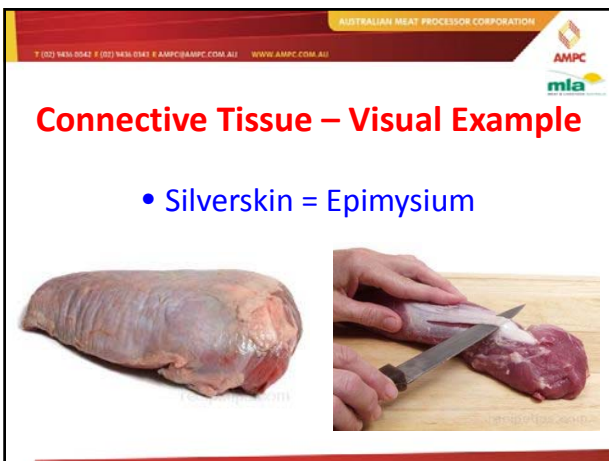 AUSTRALIAN MEAT PROCESSOR CORPORATION
T (02) 9436 0042 F (02) 9436 0343 E AMPC@AMPC.COM.AU WWW.AMPC.COM.AU
AMPC
mla
Connective Tissue – Visual Example
• Silverskin = Epimysium